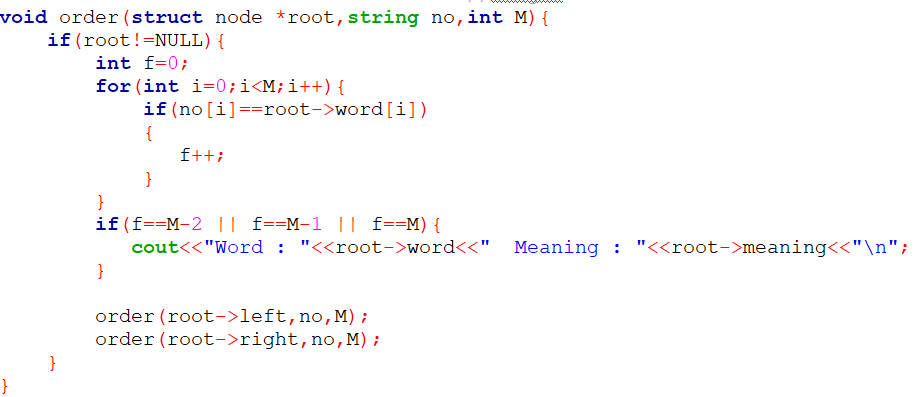 void order(struct node *root,string no,int M){
    if(root!=NULL){
        int f=0;
        for(int i=0;i<M;i++){
            if(no[i]==root->word[i])
            {
               f++;
            }
        }
        if(f==M-2 || f==M-1 || f==M){
           cout<<"Word : "<<root->word<<"  Meaning : "<<root->meaning<<"\n";
        }
        order(root->left,no,M);
        order(root->right,no,M);
    }
}